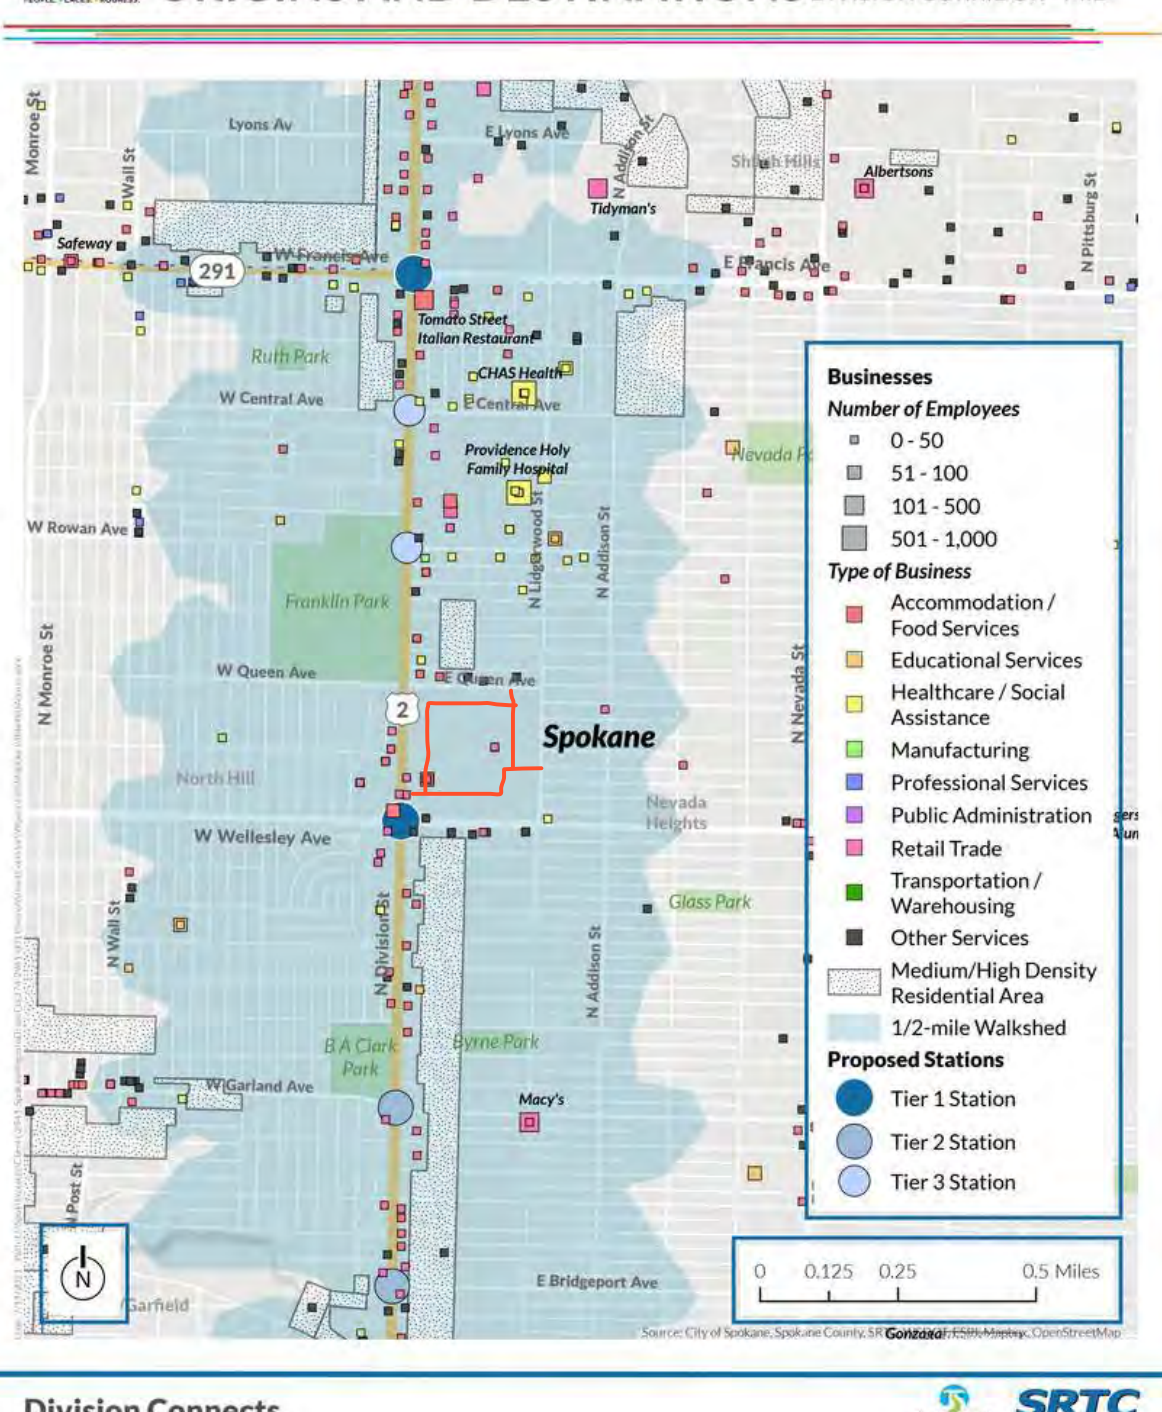 Monroe St
Lyons Av
E Lyons Ave
N Addison St
Wall St
Albertsons
Tidyman's
N Pittsburg St
Safeway
W Francis Ave
291
E Francis Ave
Tomato Street
Italian Restaurant
Ruth Park
CHAS Health
W Central Ave
E Central Ave
Providence Holy
Family Hospital
W Rowan Ave
N Lidgerwood St
N Addison St
Franklin Park
N Monroe St
W Queen Ave
E Queen Ave
2
Spokane
N Nevada St
North Hill
Nevada
Heights
W Wellesley Ave
N Wall St
N Division St
Glass Park
N Addison St
B A Clark
Park
Byrne Park
W Garland Ave
Macy's
N Post St
E Bridgeport Ave
Garfield
N
Businesses
Number of Employees
0 - 50
51 - 100
101 - 500
501 - 1,000
Type of Business
Accommodation /
Food Services
Educational Services
Healthcare / Social
Assistance
Manufacturing
Professional Services
Public Administration
Retail Trade
Transportation /
Warehousing
Other Services
Medium/High Density
Residential Area
1/2-mile Walkshed
Proposed Stations
Tier 1 Station
Tier 2 Station
Tier 3 Station
0 0.125 0.25 0.5 Miles
Source: City of Spokane, Spokane County, ESRI, Mapbox, OpenStreetMap
Gonzaga
Division Connects
SRTC